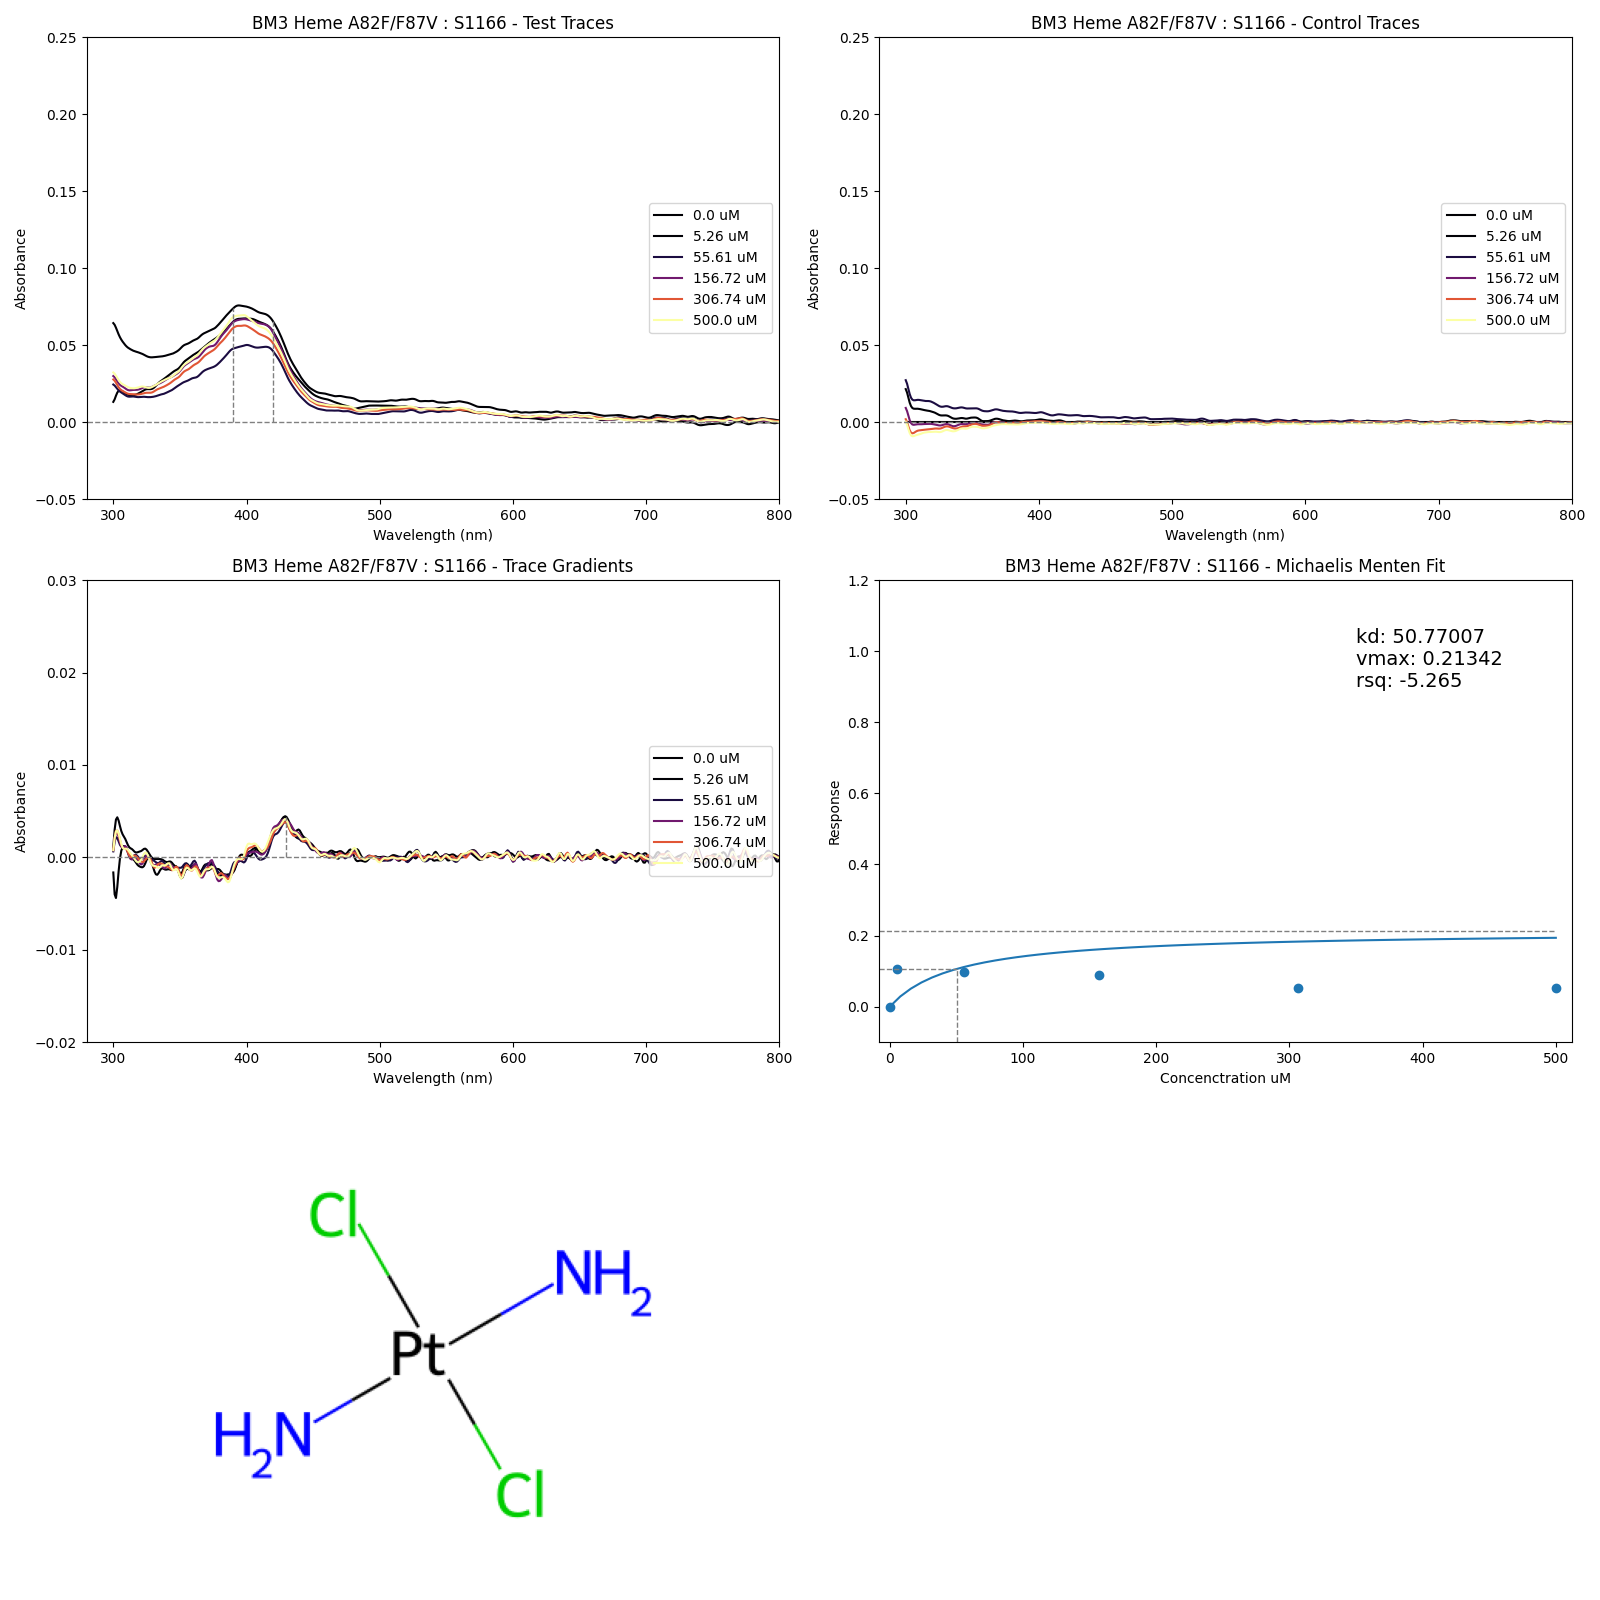 BM3 Heme A82F/F87V : S1166 - Test Traces
0.25
0.20
0.15
0.10
0.05
0.00
−0.05
Absorbance
300 400 500 600 700 800
Wavelength (nm)
0.0 uM
5.26 uM
55.61 uM
156.72 uM
306.74 uM
500.0 uM
BM3 Heme A82F/F87V : S1166 - Control Traces
0.25
0.20
0.15
0.10
0.05
0.00
−0.05
Absorbance
300 400 500 600 700 800
Wavelength (nm)
0.0 uM
5.26 uM
55.61 uM
156.72 uM
306.74 uM
500.0 uM
BM3 Heme A82F/F87V : S1166 - Trace Gradients
0.03
0.02
0.01
0.00
−0.01
−0.02
Absorbance
300 400 500 600 700 800
Wavelength (nm)
0.0 uM
5.26 uM
55.61 uM
156.72 uM
306.74 uM
500.0 uM
BM3 Heme A82F/F87V : S1166 - Michaelis Menten Fit
1.2
1.0
0.8
0.6
0.4
0.2
0.0
Response
kd: 50.77007
vmax: 0.21342
rsq: -5.265
0 100 200 300 400 500
Concenctration uM
Cl
NH2
Pt
H2N
Cl